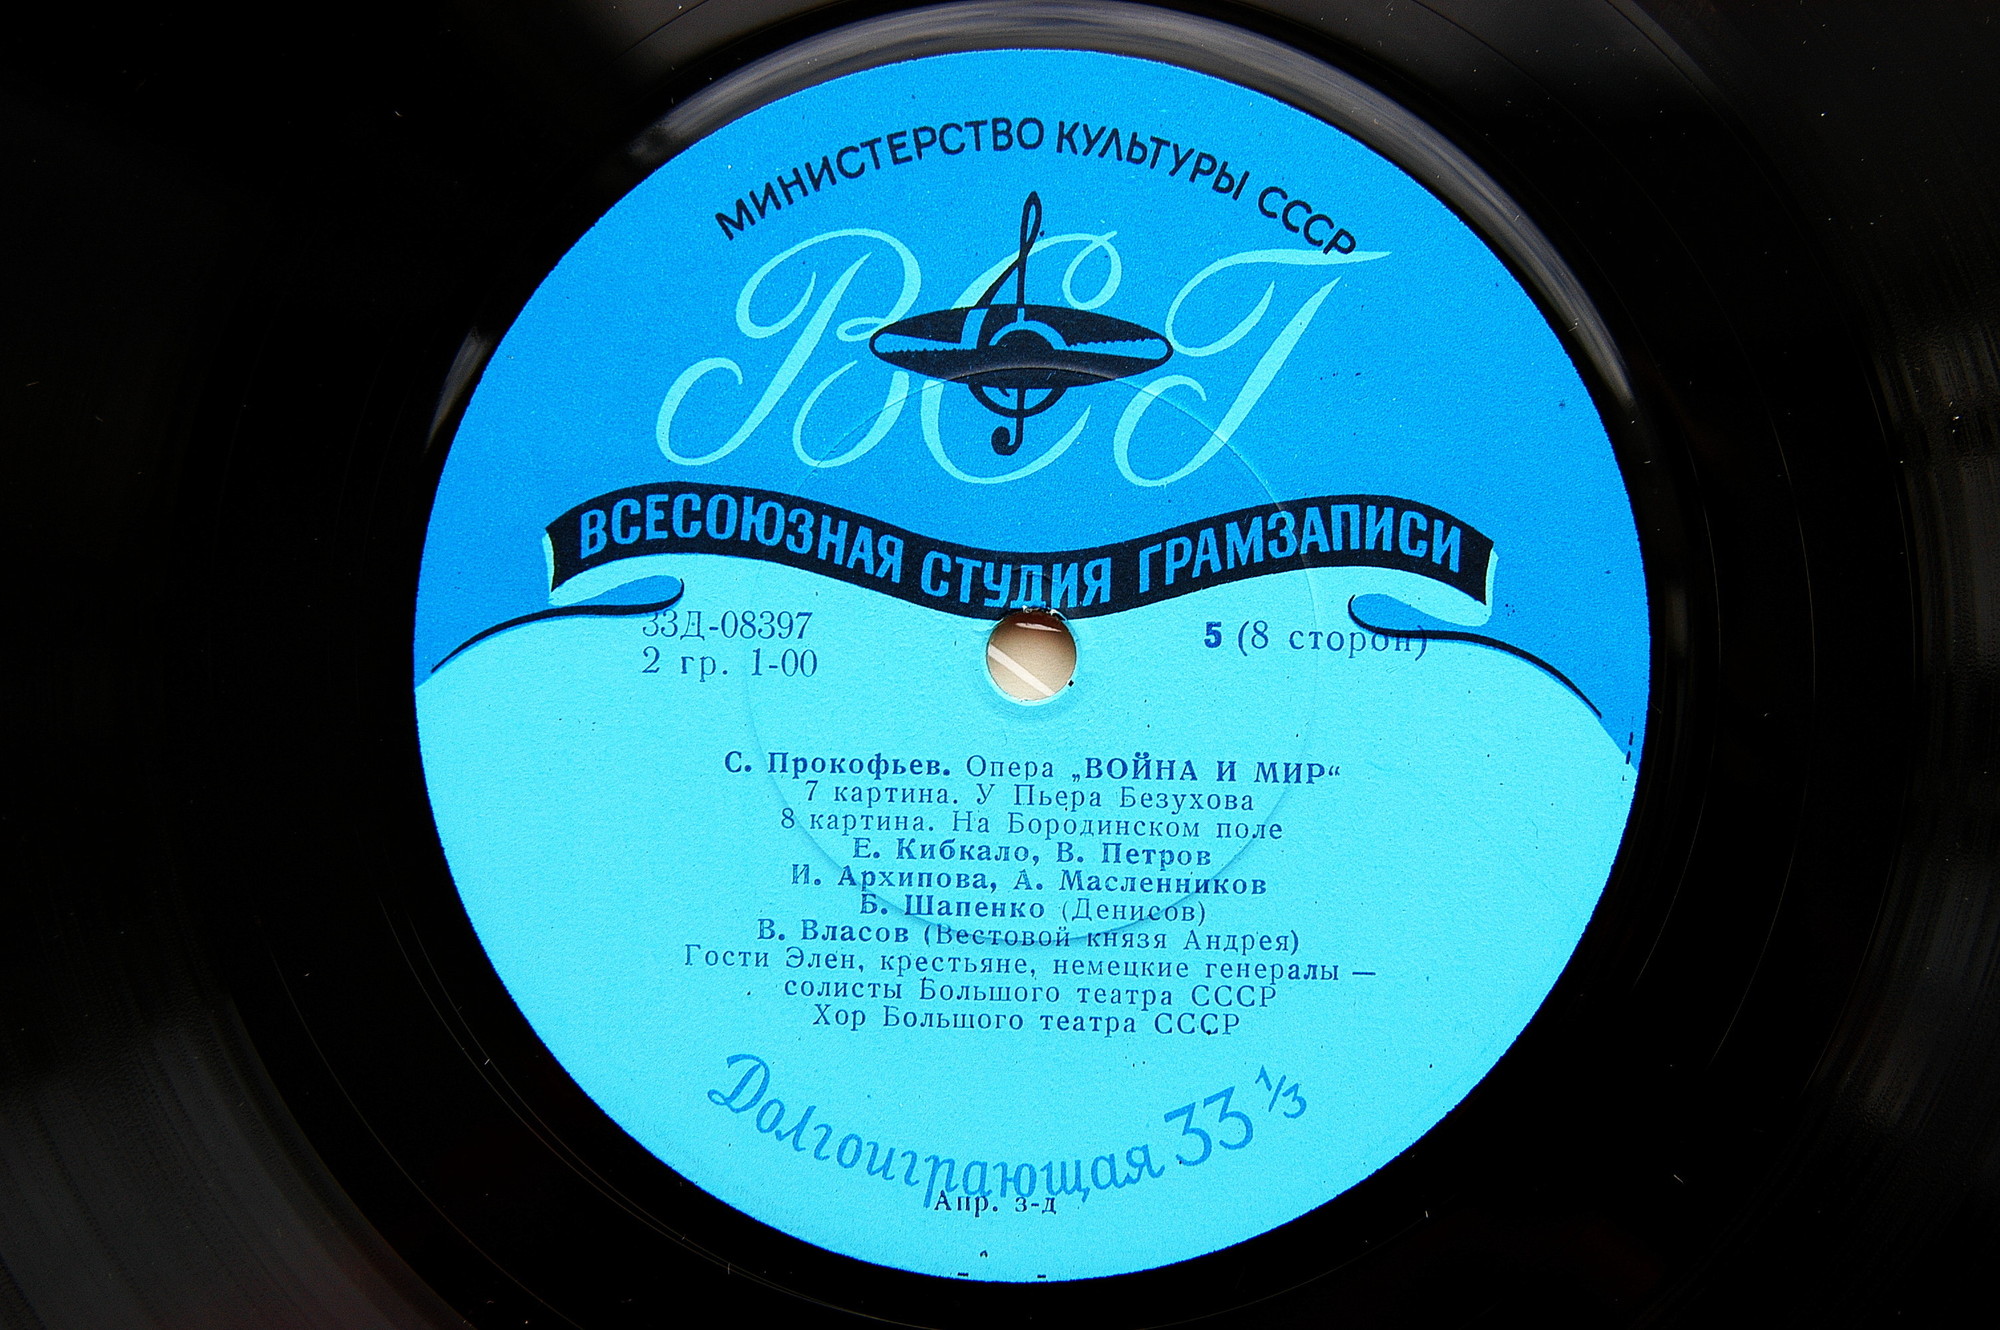 МИНИСТЕРСТВО КУЛЬТУРЫ СССР
ВСГ
ВСЕСОЮЗНАЯ СТУДИЯ ГРАМЗАПИСИ
33Д-08397
2 гр. 1-00
5 (8 сторон)
С. Прокофьев. Опера „ВОЙНА И МИР“
7 картина. У Пьера Безухова
8 картина. На Бородинском поле
Е. Кибкало, В. Петров
И. Архипова, А. Масленников
Б. Шапенко (Денисов)
В. Власов (Вестовой князя Андрея)
Гости Элен, крестьяне, немецкие генералы —
солисты Большого театра СССР
Хор Большого театра СССР
Долгоиграющая 33 1/3
Апр. з-д